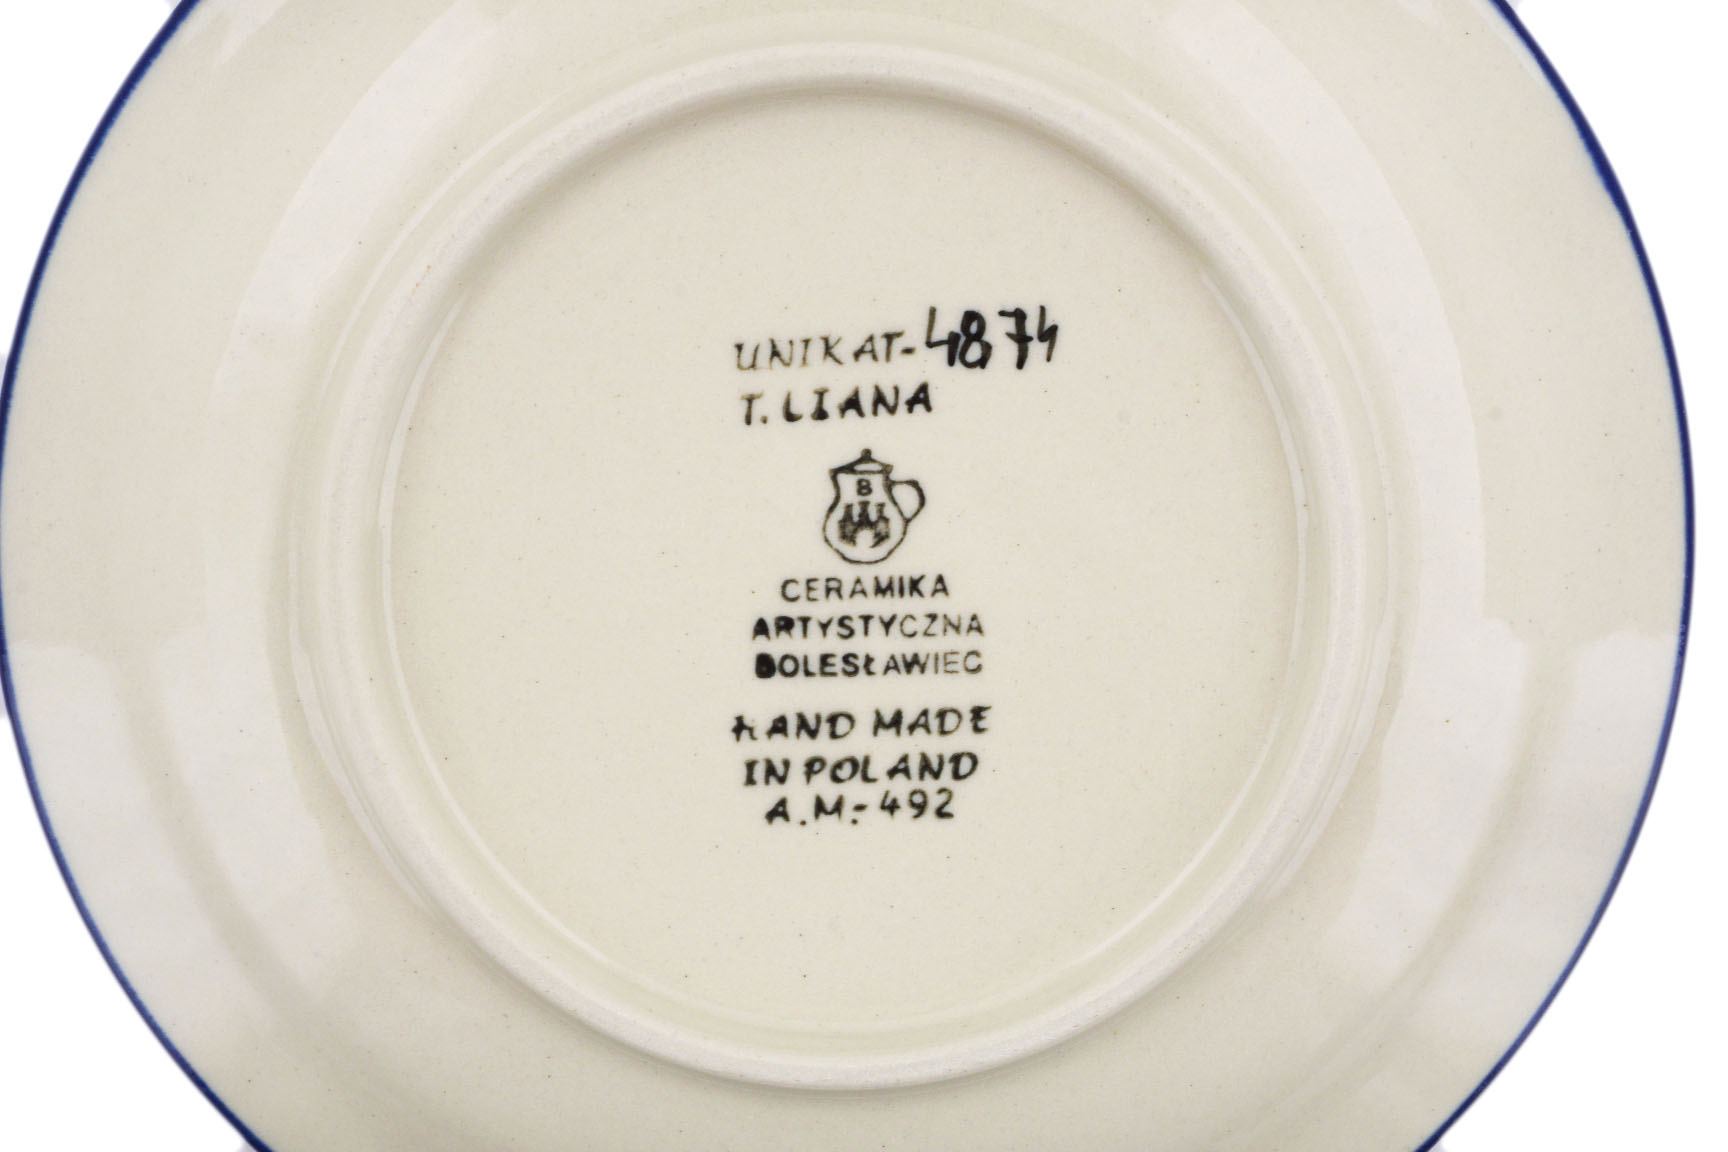 UNIKAT-4874
T. LIANA
B
CERAMIKA
ARTYSTYCZNA
BOLESŁAWIEC
HAND MADE
IN POLAND
A.M.-492